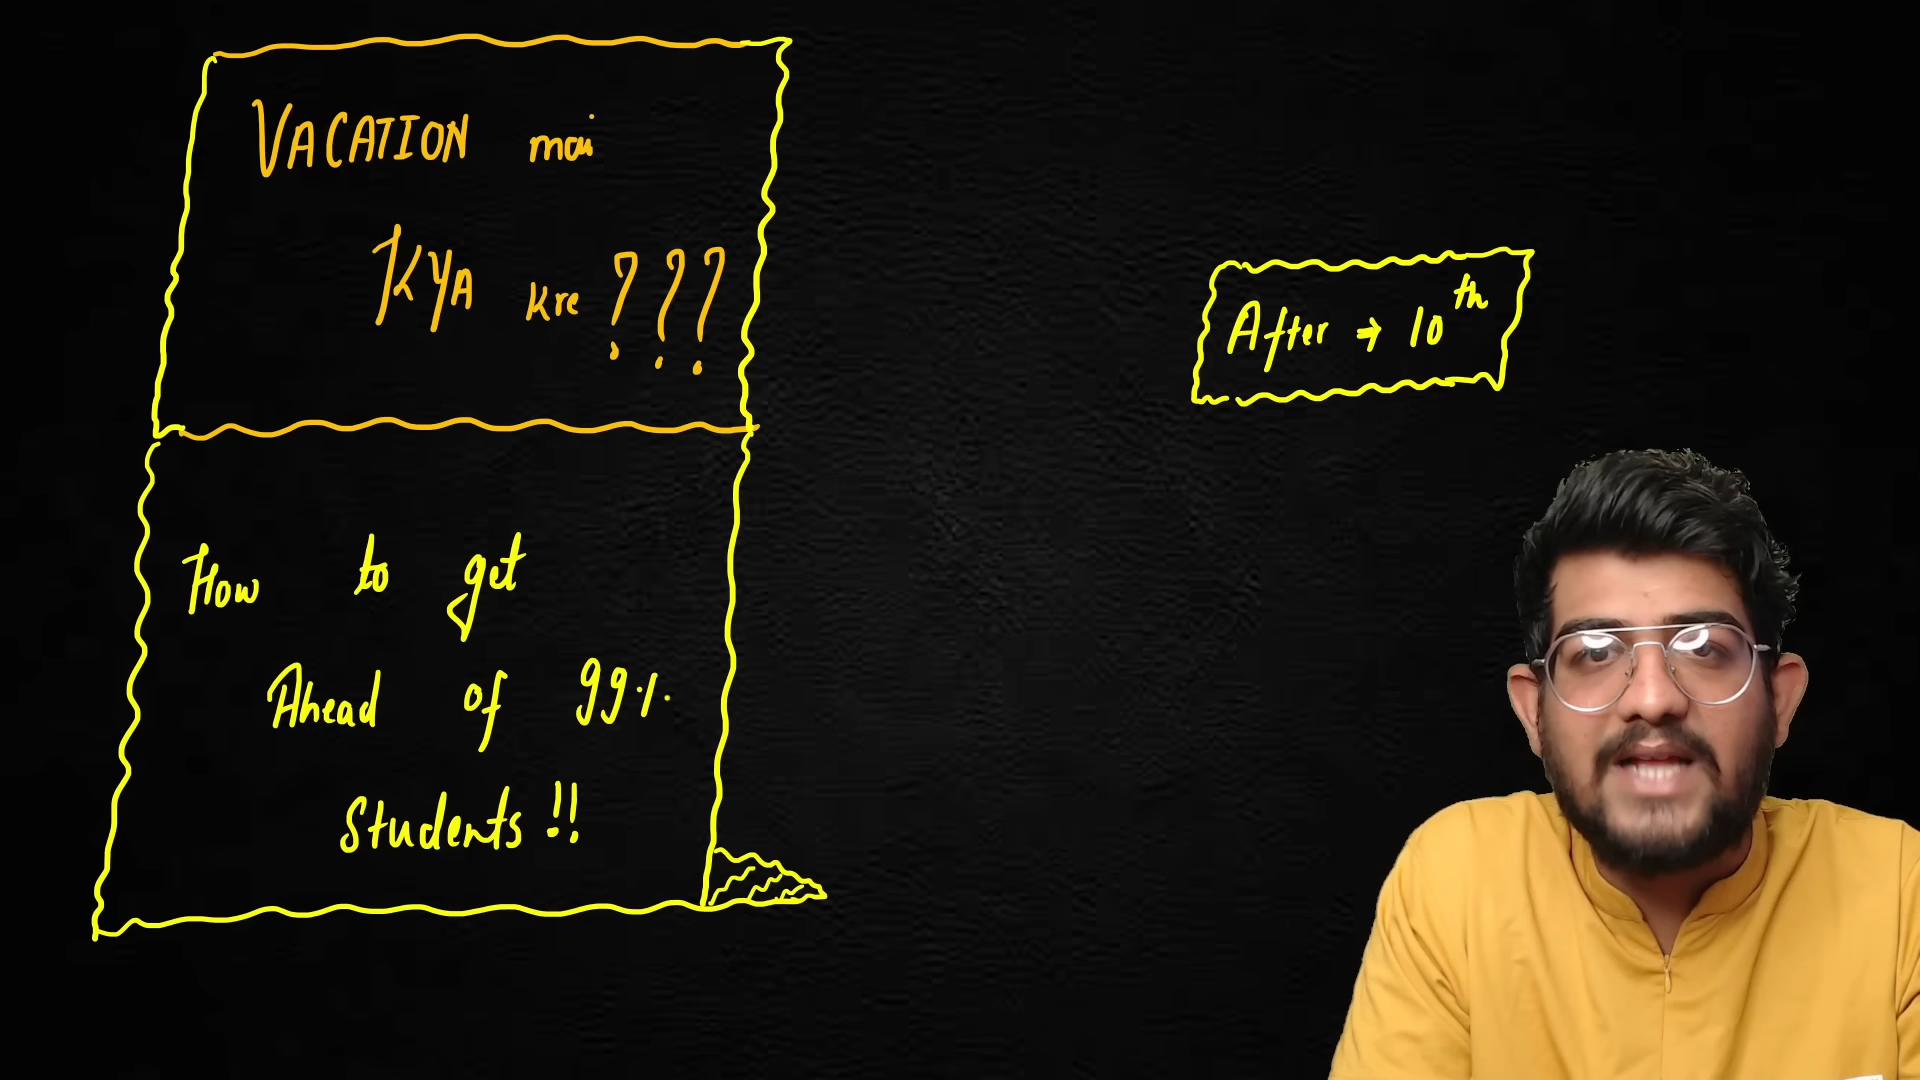 VACATION mai
KYA kre ???
How to get
Ahead of 99%
Students !!
After → 10th